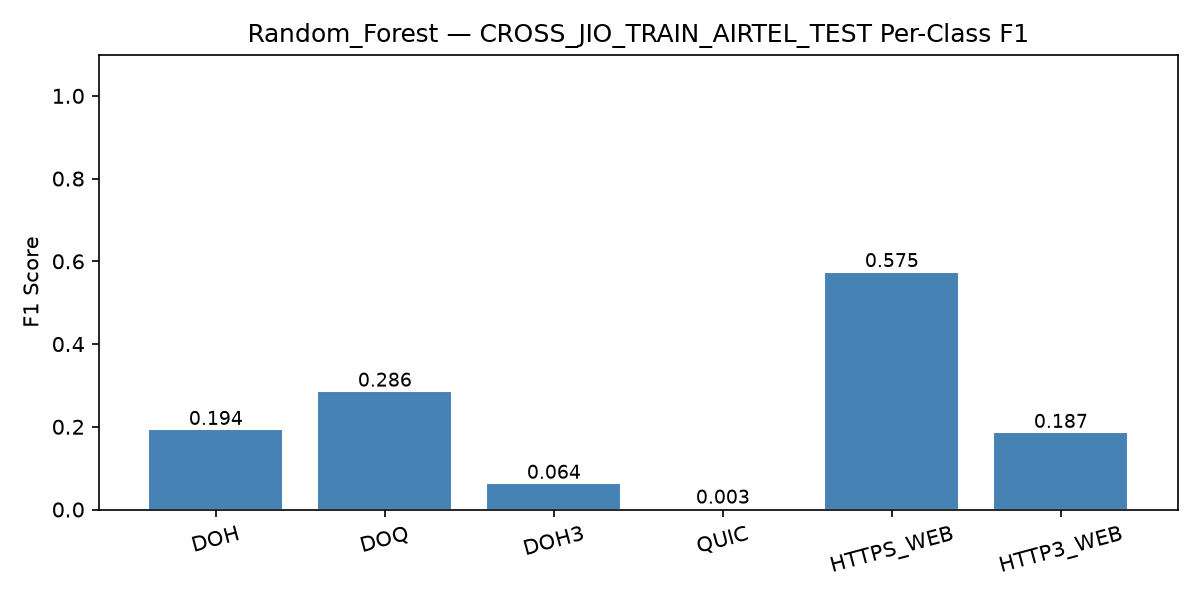 Random_Forest — CROSS_JIO_TRAIN_AIRTEL_TEST Per-Class F1
F1 Score
1.0
0.8
0.6
0.4
0.2
0.0
0.194
0.286
0.064
0.003
0.575
0.187
DOH
DOQ
DOH3
QUIC
HTTPS_WEB
HTTP3_WEB